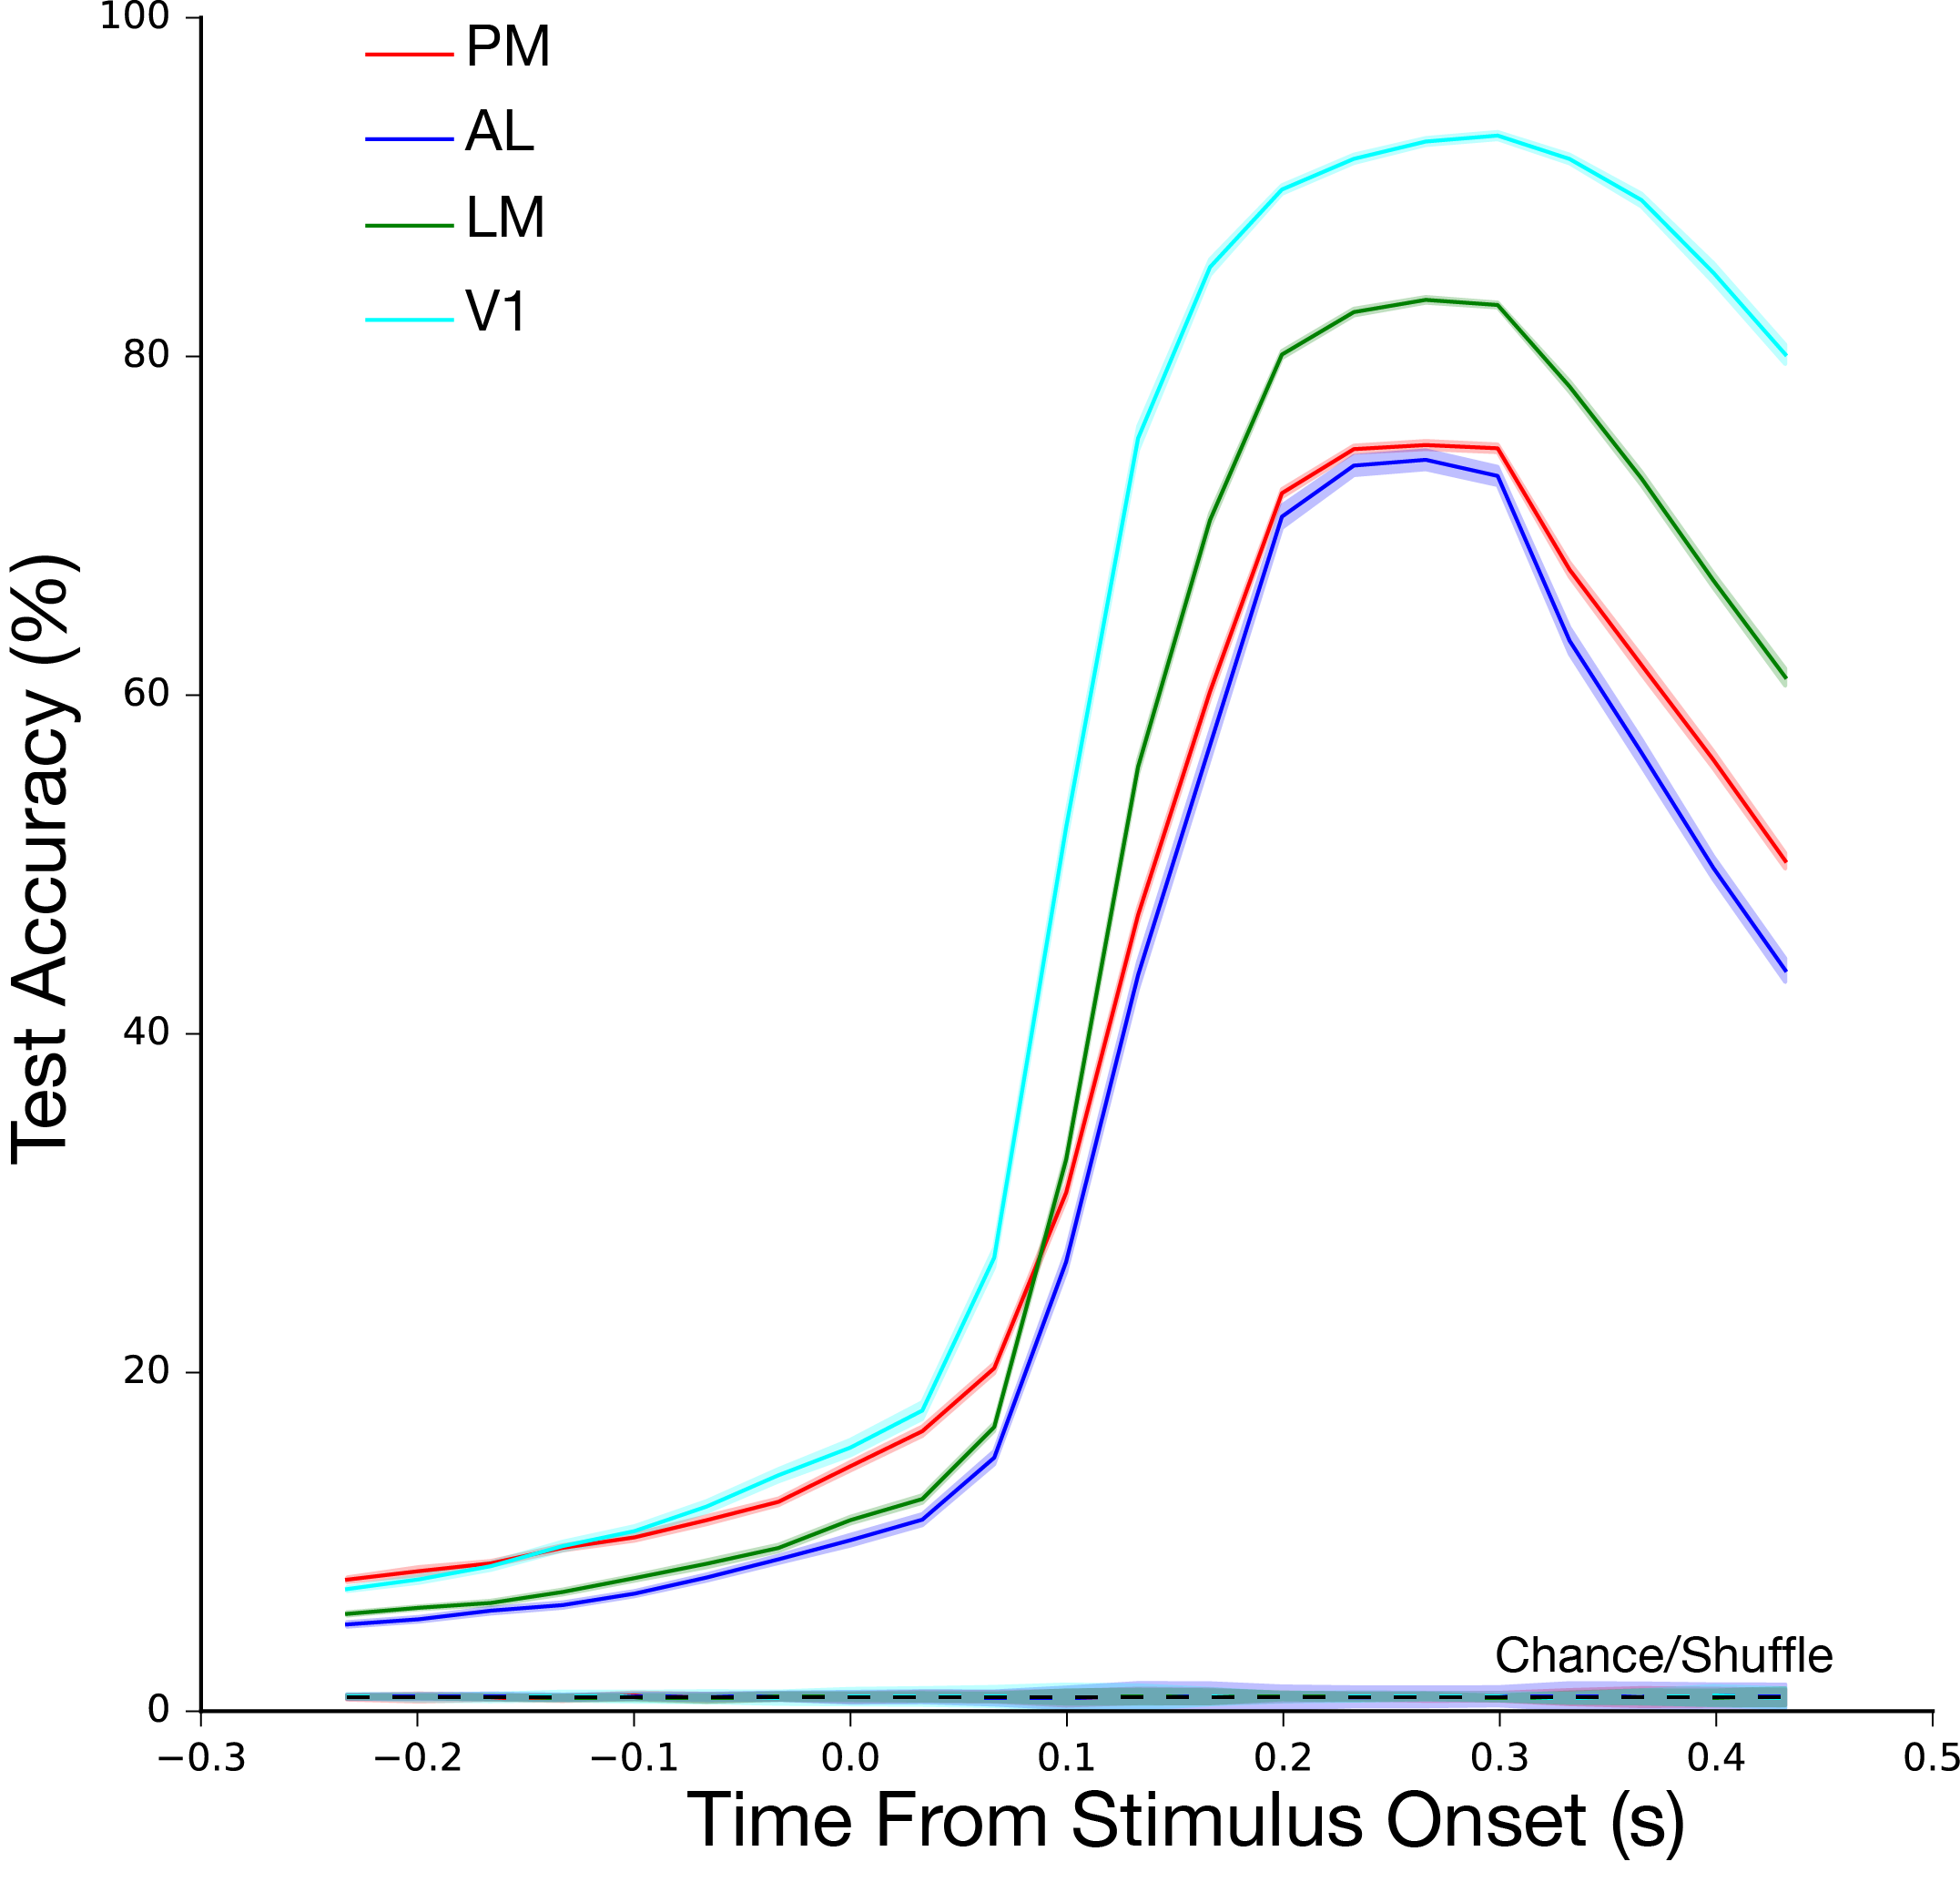 100
80
60
40
20
0
Test Accuracy (%)
PM
AL
LM
V1
Chance/Shuffle
−0.3 −0.2 −0.1 0.0 0.1 0.2 0.3 0.4 0.5
Time From Stimulus Onset (s)